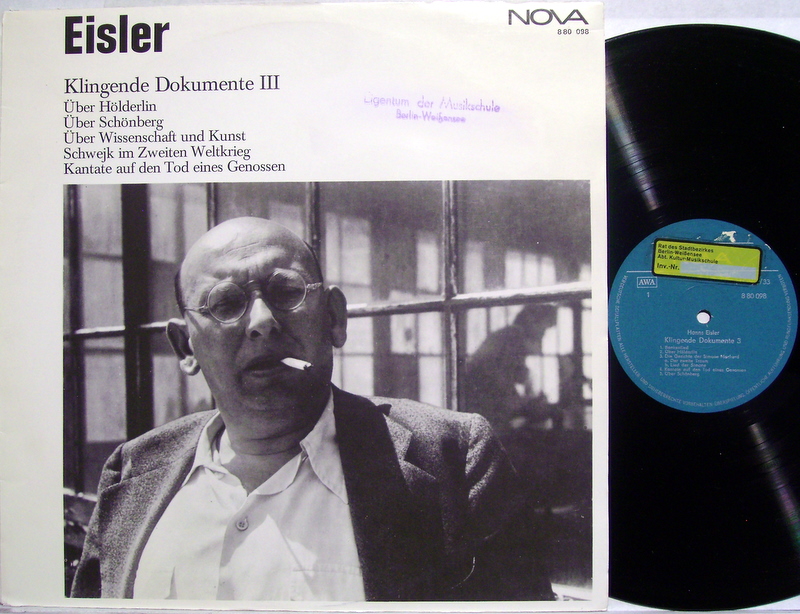 Eisler
NOVA
8 80 098
Klingende Dokumente III
Über Hölderlin
Über Schönberg
Über Wissenschaft und Kunst
Schwejk im Zweiten Weltkrieg
Kantate auf den Tod eines Genossen
Eigentum der Musikschule
Berlin-Weißensee
Rat des Stadtbezirkes
Berlin-Weißensee
Abt. Kultur-Musikschule
Inv.-Nr.
AWA
1
8 80 098
Hanns Eisler
Klingende Dokumente 3